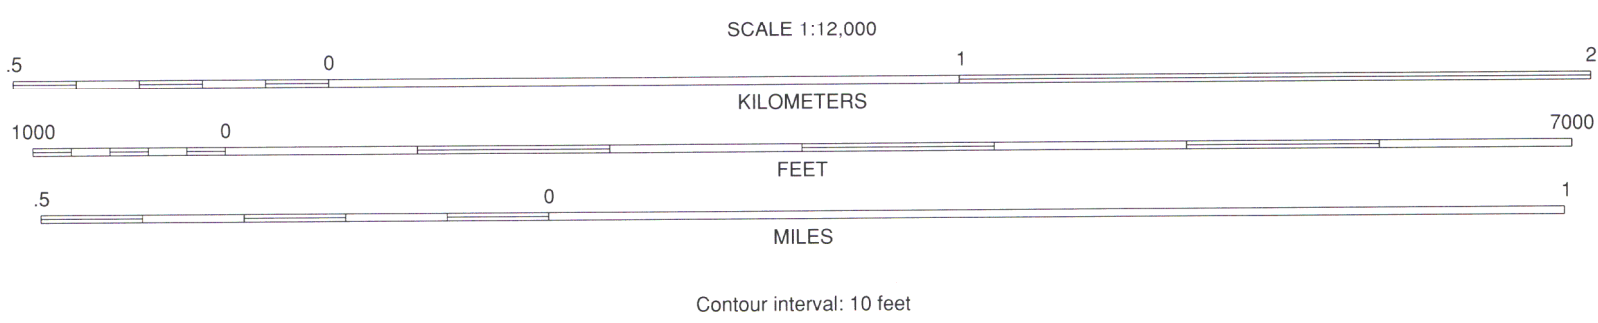 SCALE 1:12,000
.5 0 1 2
KILOMETERS
1000 0 7000
FEET
.5 0 1
MILES
Contour interval: 10 feet